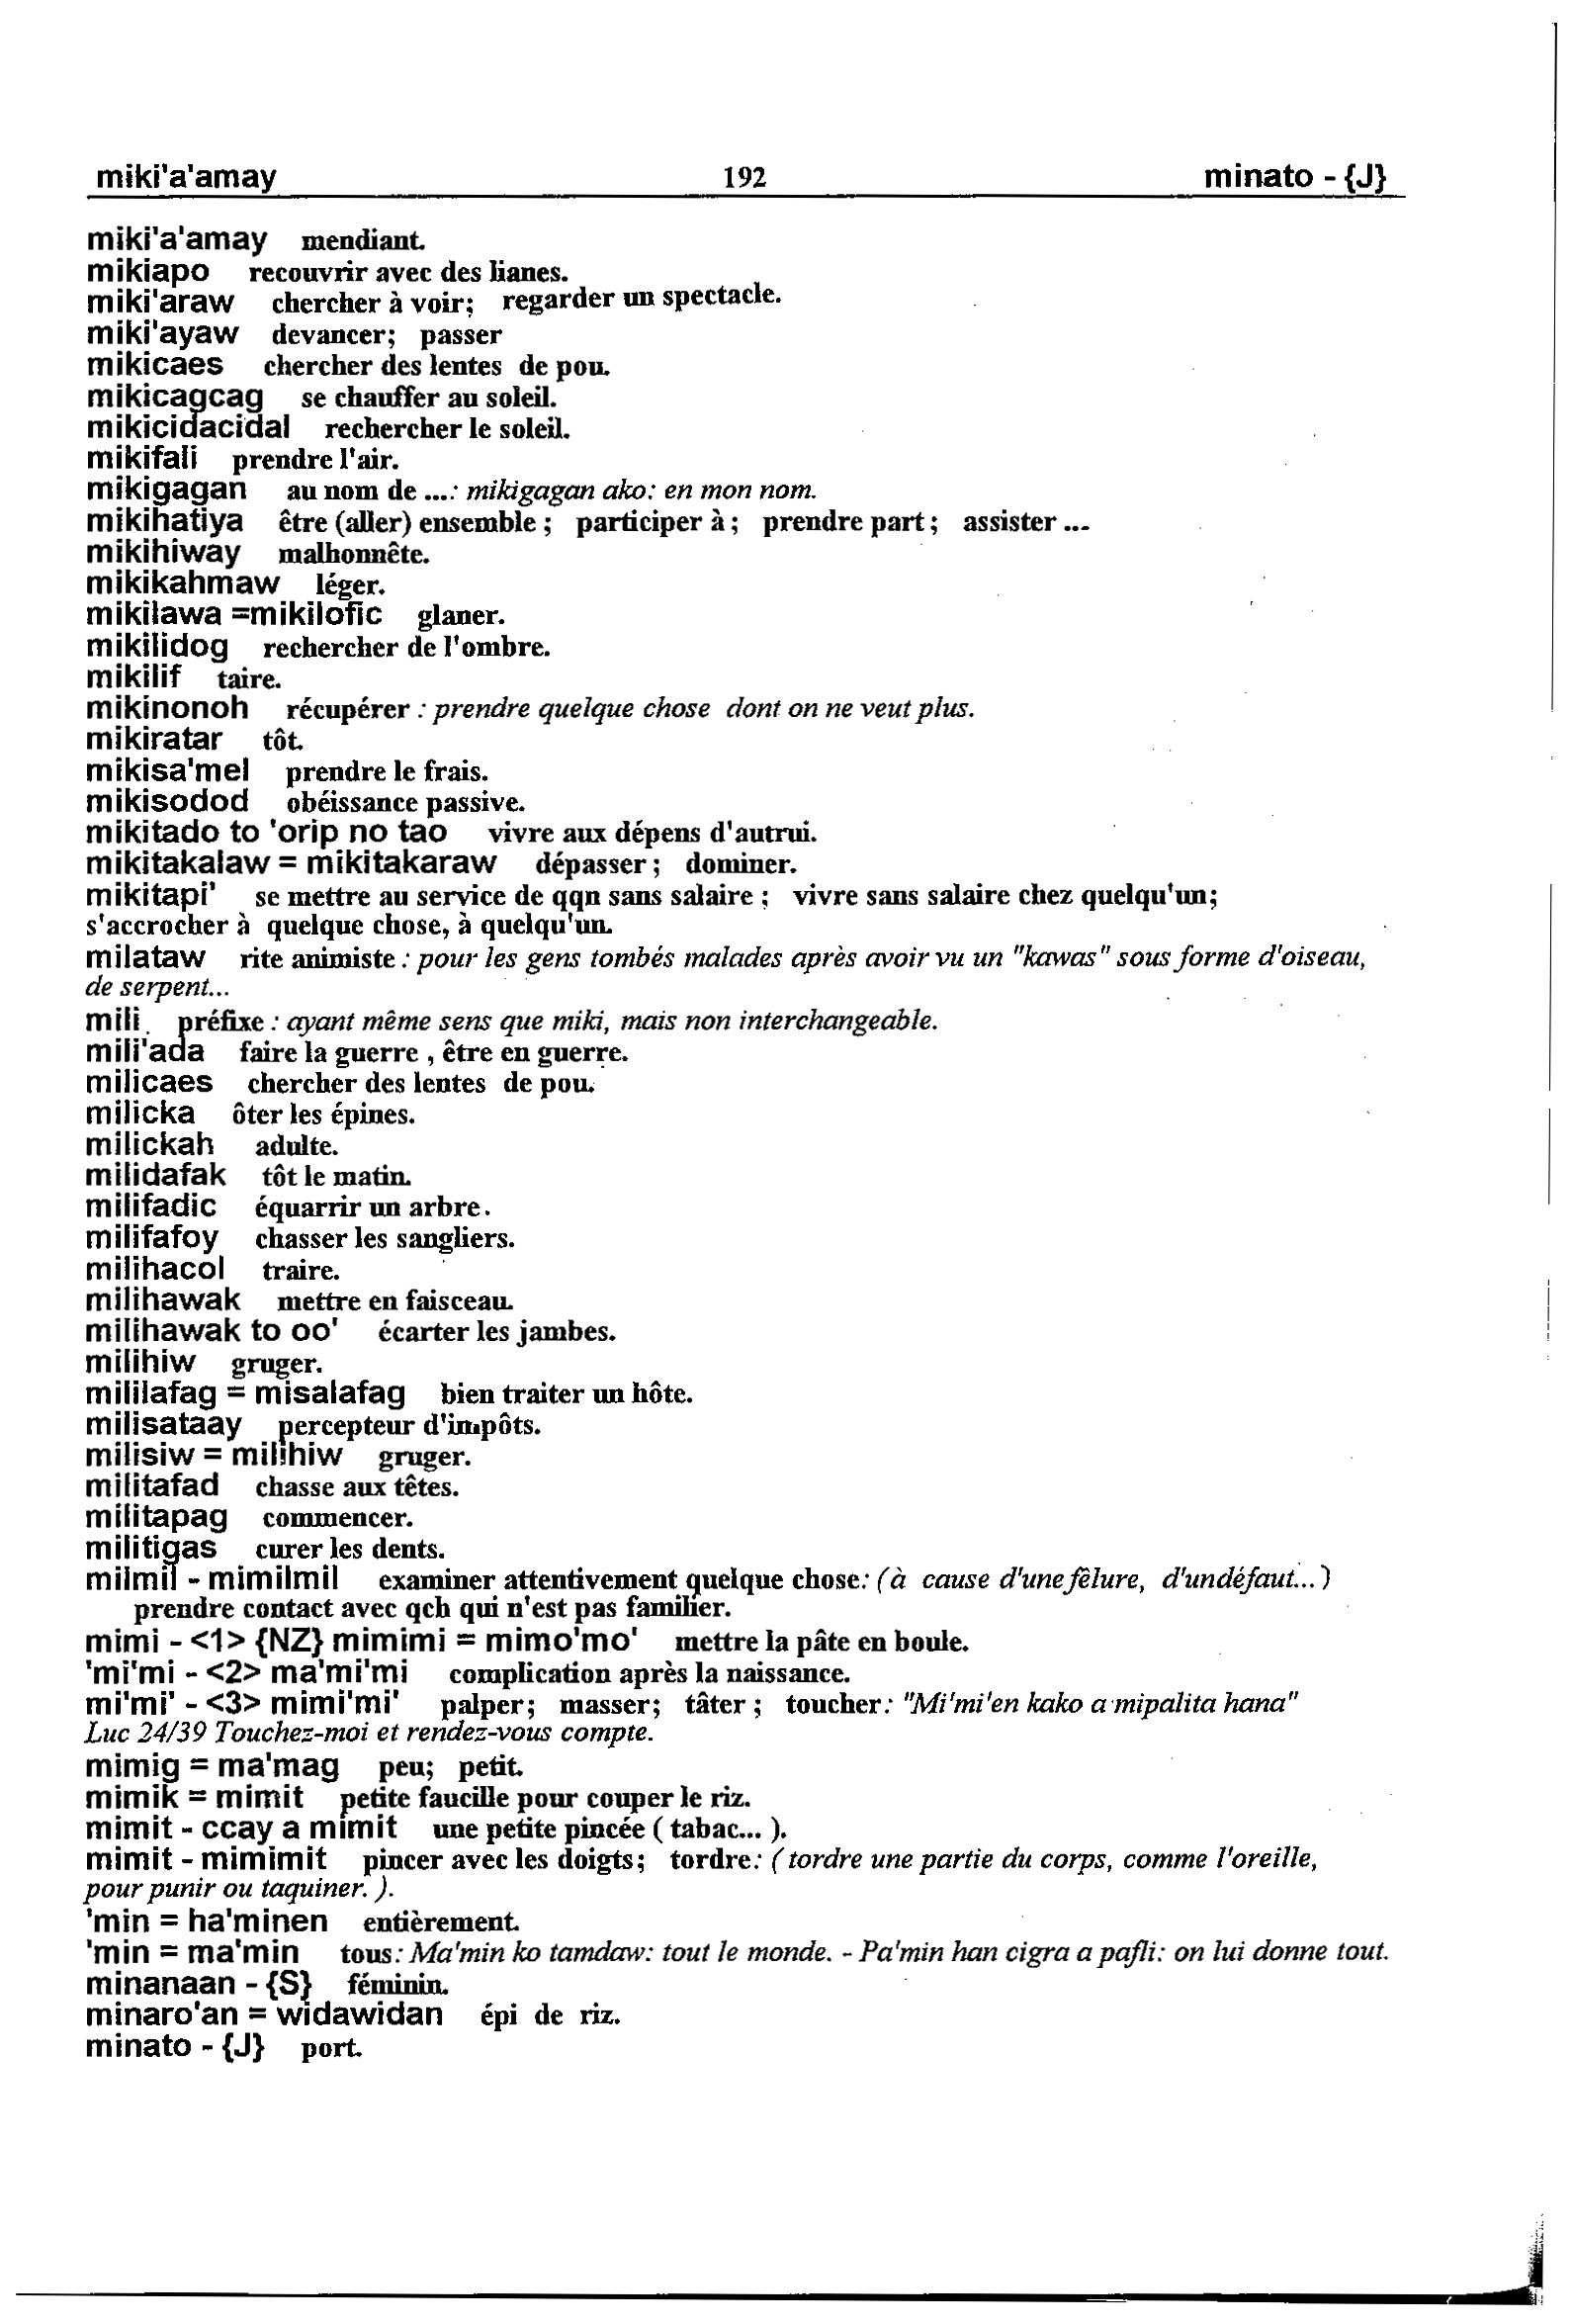 miki'a'amay 192 minato - {J}
miki'a'amay mendiant.
mikiapo recouvrir avec des lianes.
miki'araw chercher à voir; regarder un spectacle.
miki'ayaw devancer; passer
mikicaes chercher des lentes de pou.
mikicagcag se chauffer au soleil.
mikicidacidal rechercher le soleil.
mikifali prendre l'air.
mikigagan au nom de ...: mikigagan ako: en mon nom.
mikihatiya être (aller) ensemble ; participer à ; prendre part ; assister ...
mikihiway malhonnête.
mikikahmaw léger.
mikilawa =mikilofic glaner.
mikilidog rechercher de l'ombre.
mikilif taire.
mikinonoh récupérer : prendre quelque chose dont on ne veut plus.
mikiratar tôt.
mikisa'mel prendre le frais.
mikisodod obéissance passive.
mikitado to 'orip no tao vivre aux dépens d'autrui.
mikitakalaw = mikitakaraw dépasser ; dominer.
mikitapi' se mettre au service de qqn sans salaire ; vivre sans salaire chez quelqu'un;
s'accrocher à quelque chose, à quelqu'un.
milataw rite animiste : pour les gens tombés malades après avoir vu un "kawas" sous forme d'oiseau,
de serpent...
mili préfixe : ayant même sens que miki, mais non interchangeable.
mili'ada faire la guerre , être en guerre.
milicaes chercher des lentes de pou.
milicka ôter les épines.
milickah adulte.
milidafak tôt le matin.
milifadic équarrir un arbre.
milifafoy chasser les sangliers.
milihacol traire.
milihawak mettre en faisceau.
milihawak to oo' écarter les jambes.
milihiw gruger.
mililafag = misalafag bien traiter un hôte.
milisataay percepteur d'impôts.
milisiw = milihiw gruger.
militafad chasse aux têtes.
militapag commencer.
militigas curer les dents.
milmil - mimilmil examiner attentivement quelque chose: (à cause d'unefêlure, d'undéfaut...)
prendre contact avec qch qui n'est pas familier.
mimi - <1> {NZ} mimimi = mimo'mo' mettre la pâte en boule.
'mi'mi - <2> ma'mi'mi complication après la naissance.
mi'mi' - <3> mimi'mi' palper; masser; tâter ; toucher: "Mi'mi'en kako a mipalita hana"
Luc 24/39 Touchez-moi et rendez-vous compte.
mimig = ma'mag peu; petit.
mimik = mimit petite faucille pour couper le riz.
mimit - ccay a mimit une petite pincée ( tabac... ).
mimit - mimimit pincer avec les doigts; tordre: ( tordre une partie du corps, comme l'oreille,
pour punir ou taquiner. ).
'min = ha'minen entièrement.
'min = ma'min tous: Ma'min ko tamdaw: tout le monde. - Pa'min han cigra a pafli: on lui donne tout.
minanaan - {S} féminin.
minaro'an = widawidan épi de riz.
minato - {J} port.